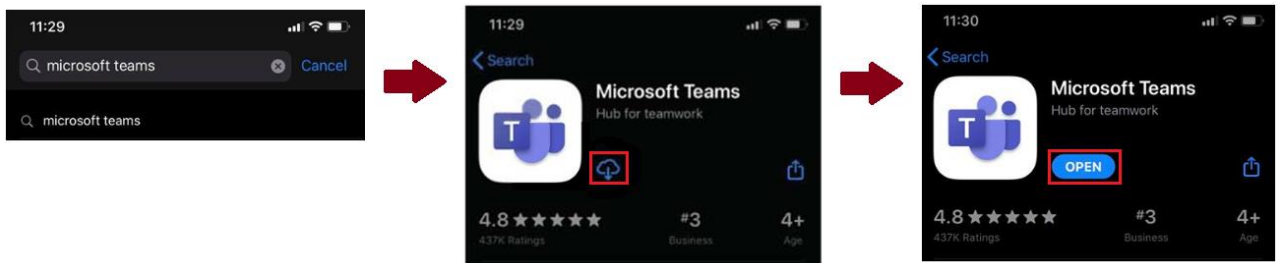 11:29
microsoft teams
Cancel
microsoft teams
11:29
Search
Microsoft Teams
Hub for teamwork
T
4.8
#3
4+
437K Ratings
Business
Age
11:30
Search
Microsoft Teams
Hub for teamwork
T
OPEN
4.8
#3
4+
437K Ratings
Business
Age